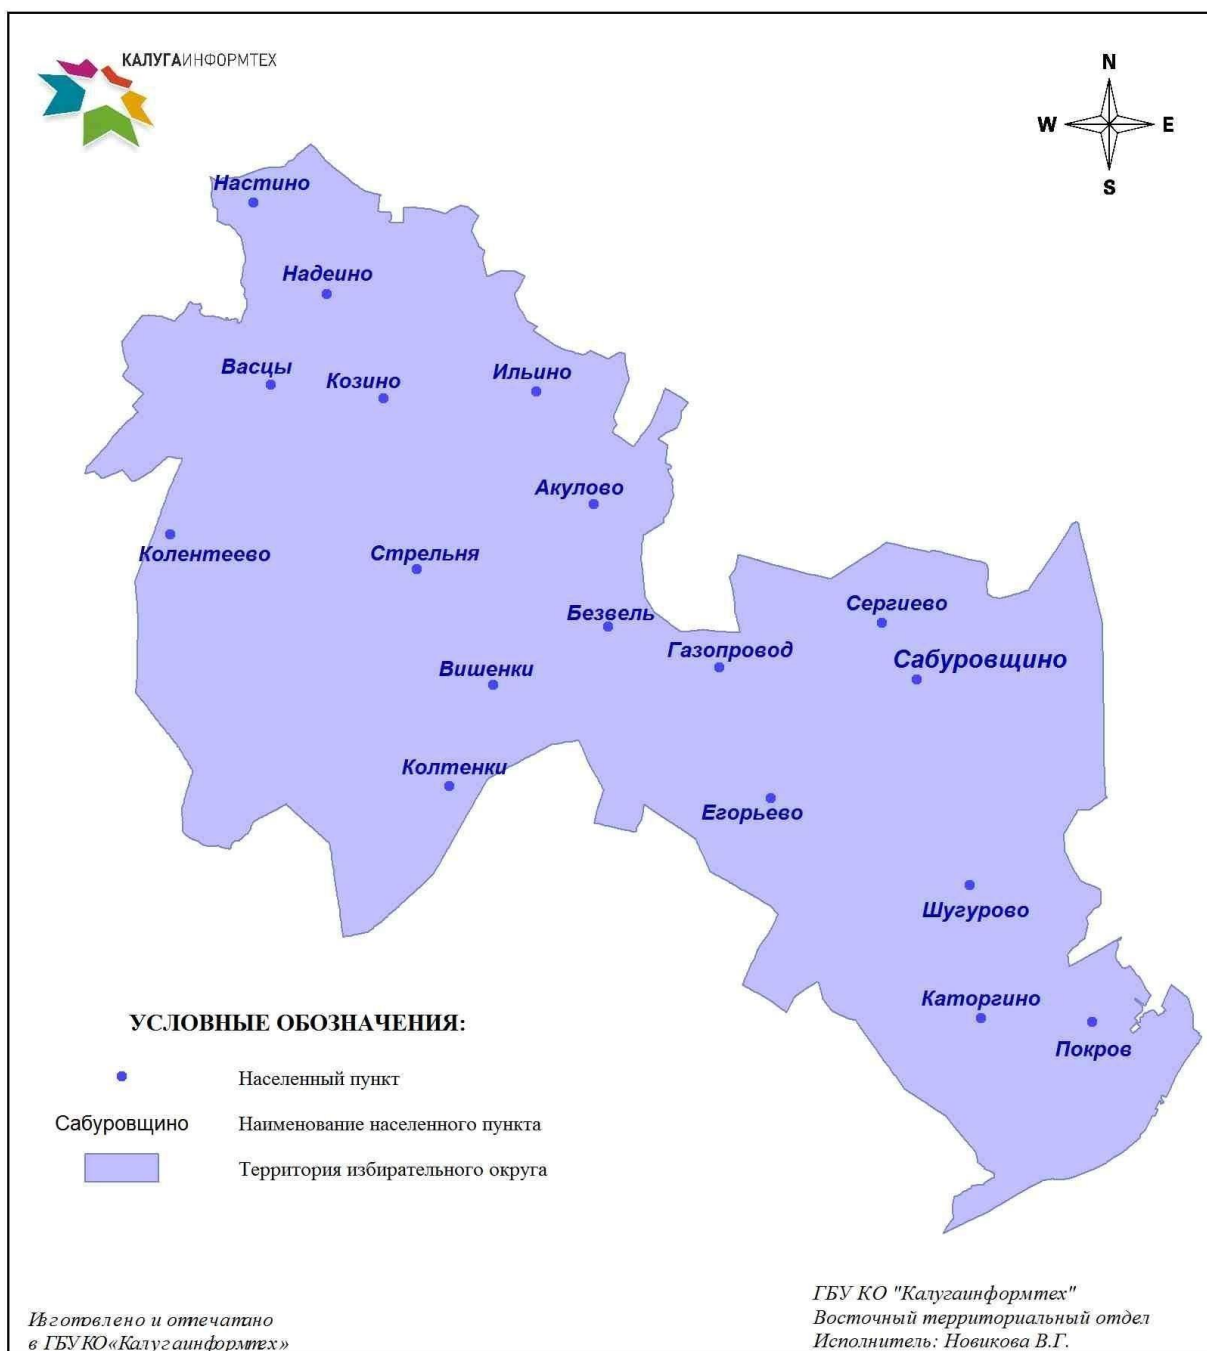 КАЛУГАИНФОРМТЕХ
N
W E
S
Настино
Надеино
Васцы
Козино
Ильино
Акулово
Колентеево
Стрельня
Безвель
Сергиево
Газопровод
Сабуровщино
Вишенки
Колтенки
Егорьево
Шугурово
Каторгино
Покров
УСЛОВНЫЕ ОБОЗНАЧЕНИЯ:
Населенный пункт
Сабуровщино Наименование населенного пункта
Территория избирательного округа
Изготовлено и отпечатано
в ГБУ КО «Калугаинформтех»
ГБУ КО "Калугаинформтех"
Восточный территориальный отдел
Исполнитель: Новикова В.Г.